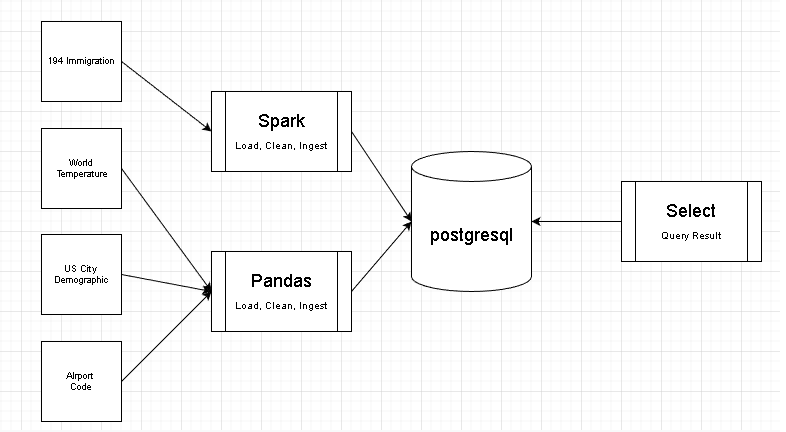 194 Immigration
World
Temperature
US City
Demographic
Airport
Code
Spark
Load, Clean, Ingest
Pandas
Load, Clean, Ingest
postgresql
Select
Query Result